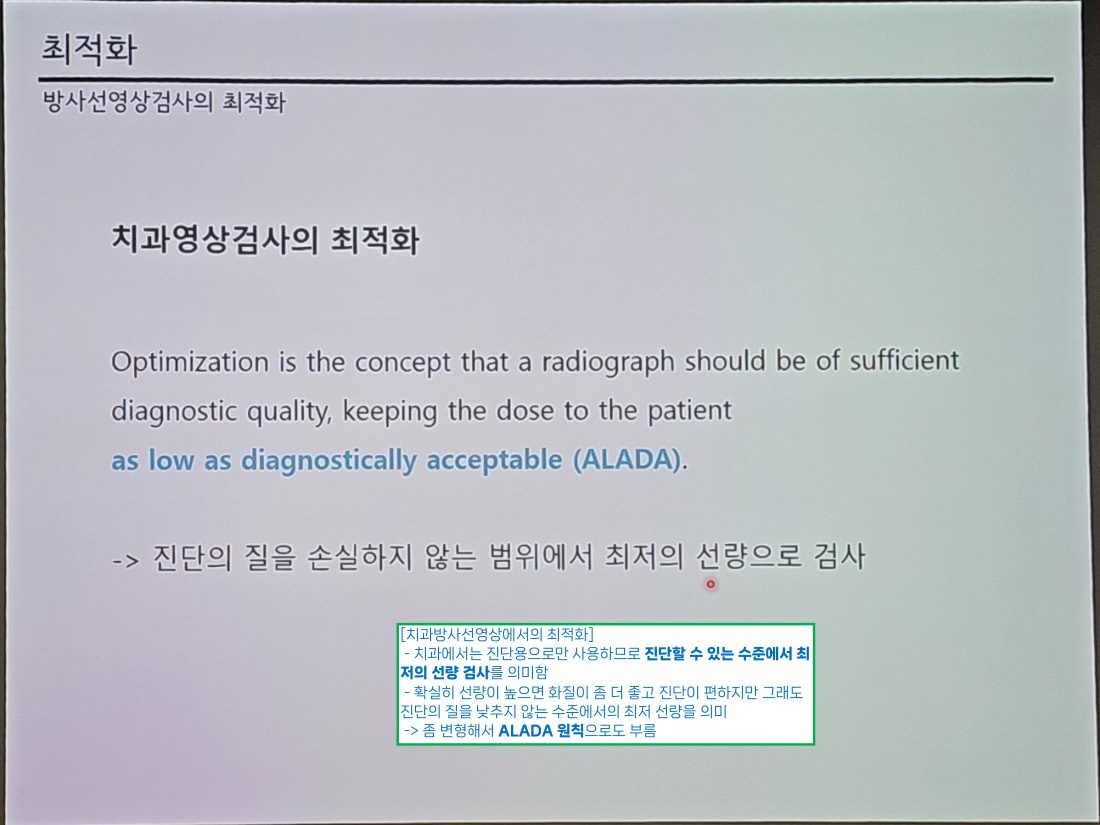 최적화
방사선영상검사의 최적화
치과영상검사의 최적화
Optimization is the concept that a radiograph should be of sufficient
diagnostic quality, keeping the dose to the patient
as low as diagnostically acceptable (ALADA).
-> 진단의 질을 손실하지 않는 범위에서 최저의 선량으로 검사
[치과방사선영상에서의 최적화]
- 치과에서는 진단용으로만 사용하므로 진단할 수 있는 수준에서 최
저의 선량 검사를 의미함
- 확실히 선량이 높으면 화질이 좀 더 좋고 진단이 편하지만 그래도
진단의 질을 낮추지 않는 수준에서의 최저 선량을 의미
-> 좀 변형해서 ALADA 원칙으로도 부름